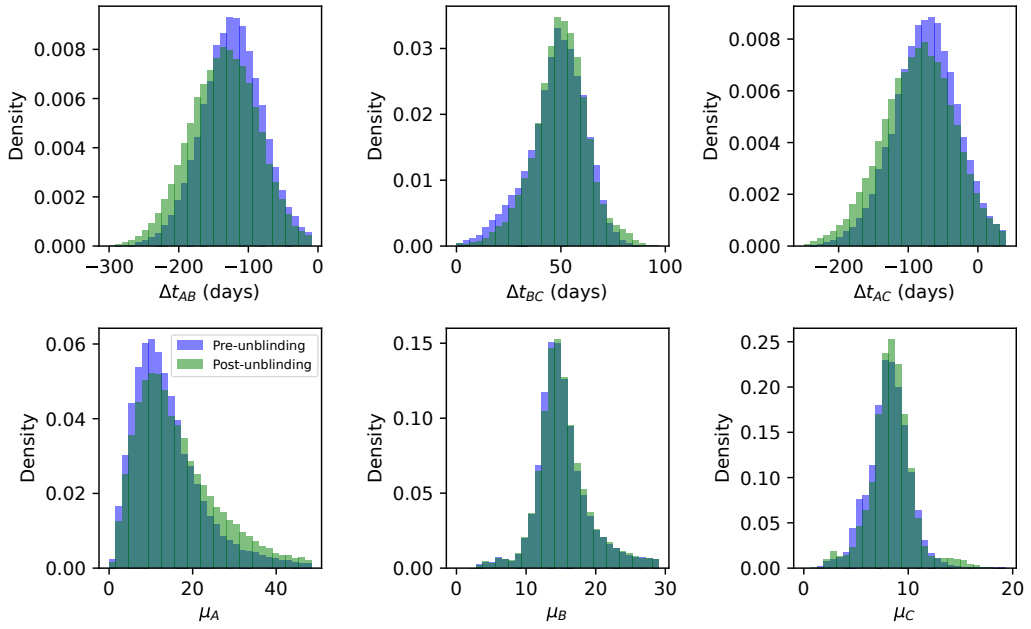 0.008
0.006
0.004
0.002
0.000
Density
−300 −200 −100 0
Δt_AB (days)
0.03
0.02
0.01
0.00
Density
0 50 100
Δt_BC (days)
0.008
0.006
0.004
0.002
0.000
Density
−200 −100 0
Δt_AC (days)
0.06
0.04
0.02
0.00
Density
Pre-unblinding
Post-unblinding
0 20 40
μ_A
0.15
0.10
0.05
0.00
Density
0 10 20 30
μ_B
0.25
0.20
0.15
0.10
0.05
0.00
Density
0 10 20
μ_C